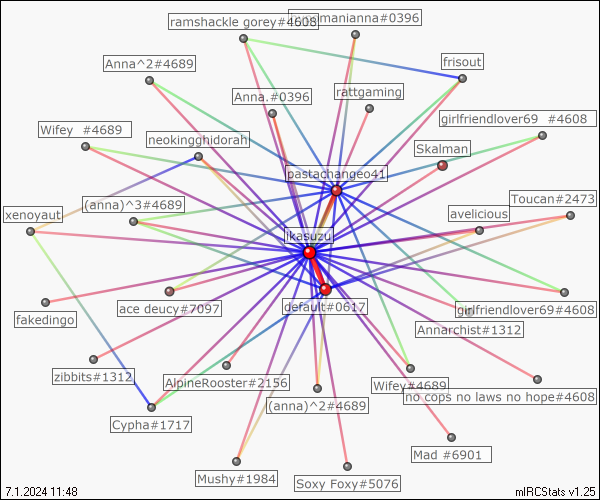 ramshackle gorey#4608
manianna#0396
Anna^2#4689
frisout
Anna.#0396
rattgaming
girlfriendlover69 #4608
Wifey #4689
neokingghidorah
Skalman
pastachangeo41
Toucan#2473
(anna)^3#4689
xenoyaut
avelicious
ikasuzu
ace deucy#7097
default#0617
girlfriendlover69#4608
fakedingo
Annarchist#1312
zibbits#1312
AlpineRooster#2156
Wifey#4689
no cops no laws no hope#4608
(anna)^2#4689
Cypha#1717
Mad #6901
Mushy#1984
Soxy Foxy#5076
7.1.2024 11:48
mIRCStats v1.25